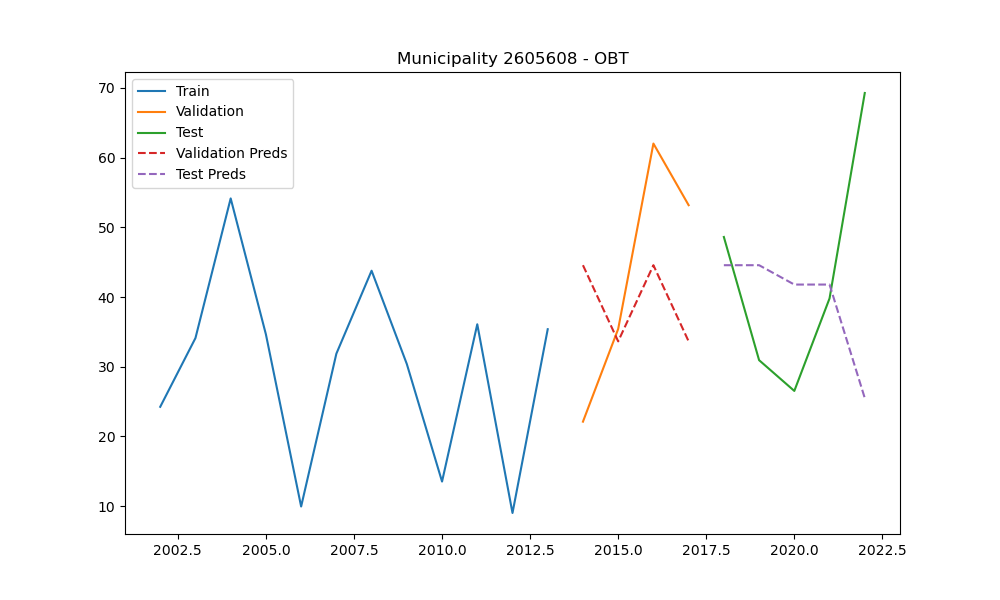 Municipality 2605608 - OBT
Train
Validation
Test
Validation Preds
Test Preds
70
60
50
40
30
20
10
2002.5 2005.0 2007.5 2010.0 2012.5 2015.0 2017.5 2020.0 2022.5